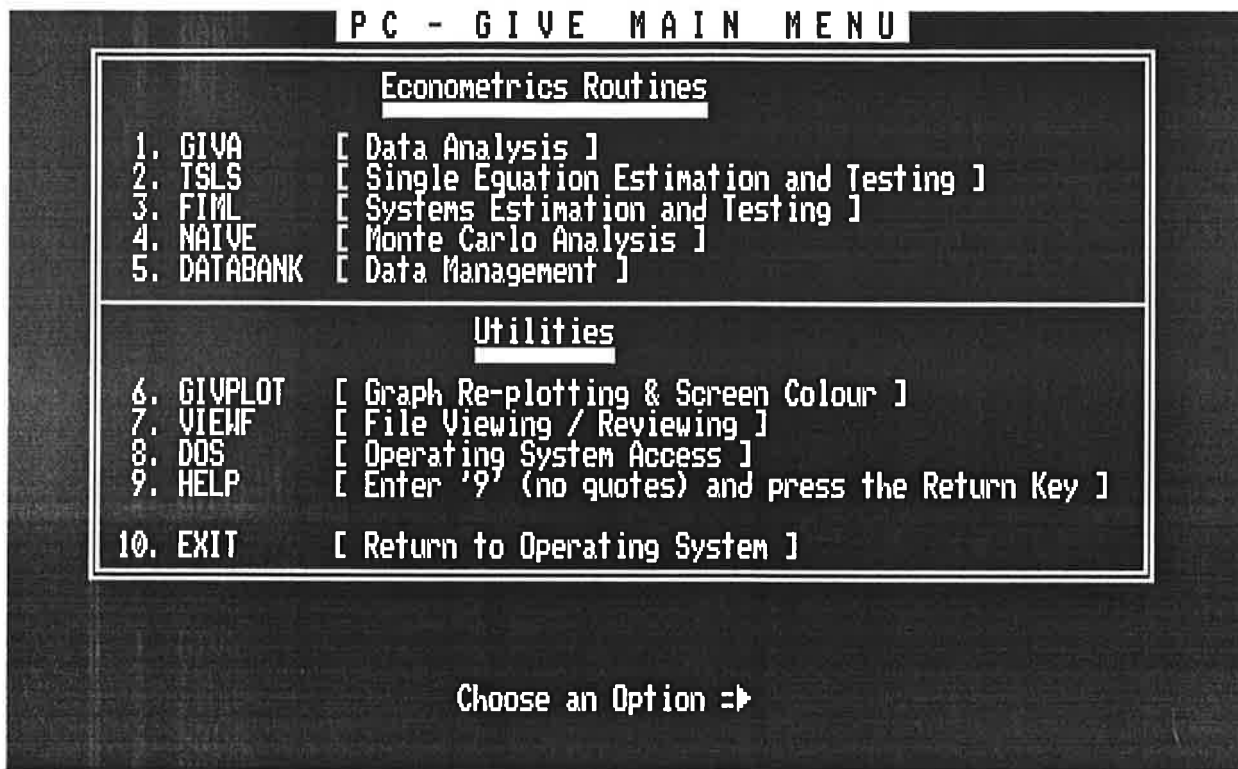 PC - GIVE MAIN MENU
Econometrics Routines
1. GIVA [ Data Analysis ]
2. TSLS [ Single Equation Estimation and Testing ]
3. FIML [ Systems Estimation and Testing ]
4. NAIVE [ Monte Carlo Analysis ]
5. DATABANK [ Data Management ]
Utilities
6. GIVPLOT [ Graph Re-plotting & Screen Colour ]
7. VIEWF [ File Viewing / Reviewing ]
8. DOS [ Operating System Access ]
9. HELP [ Enter '9' (no quotes) and press the Return Key ]
10. EXIT [ Return to Operating System ]
Choose an Option =►